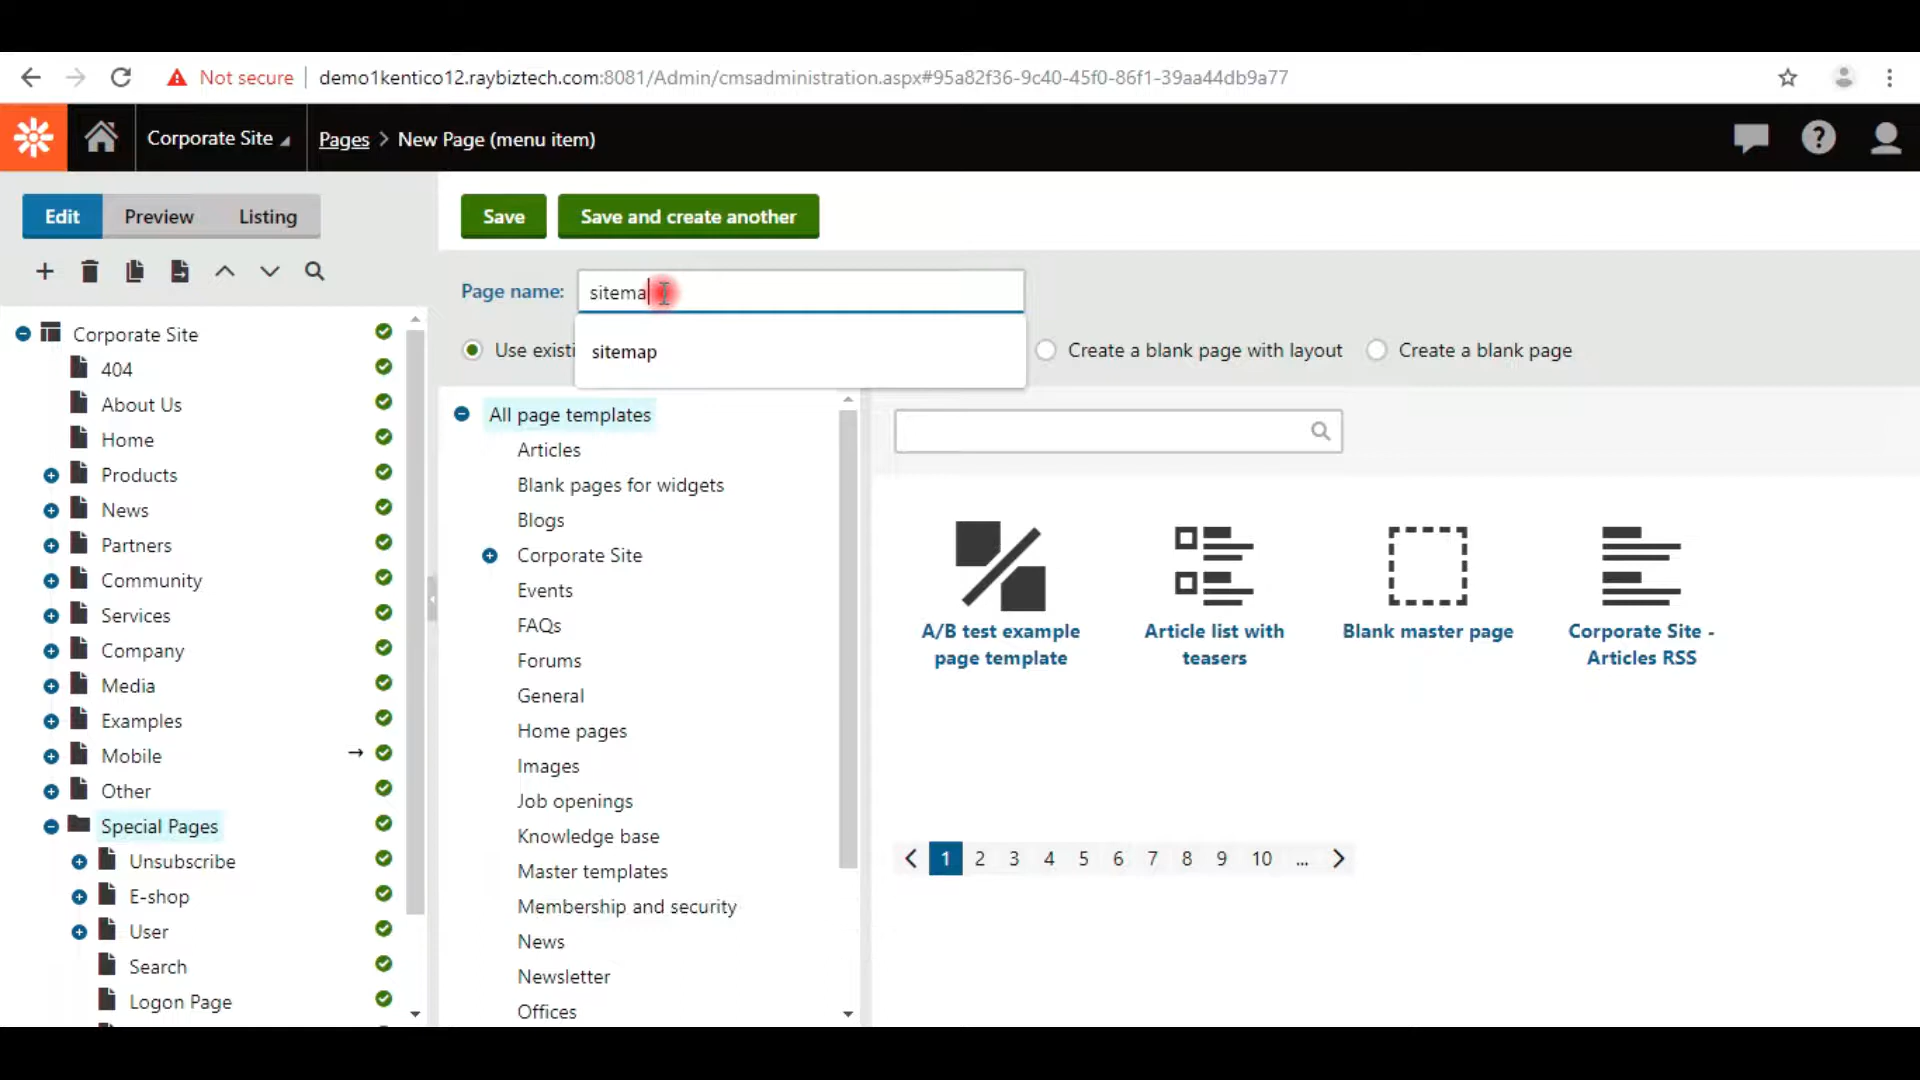 Not secure
demo1kentico12.raybiztech.com:8081/Admin/cmsadministration.aspx#95a82f36-9c40-45f0-86f1-39aa44db9a77
Corporate Site
Pages > New Page (menu item)
Edit
Preview
Listing
Save
Save and create another
Page name:
sitema
sitemap
Use existi
Create a blank page with layout
Create a blank page
Corporate Site
404
About Us
Home
Products
News
Partners
Community
Services
Company
Media
Examples
Mobile
Other
Special Pages
Unsubscribe
E-shop
User
Search
Logon Page
All page templates
Articles
Blank pages for widgets
Blogs
Corporate Site
Events
FAQs
Forums
General
Home pages
Images
Job openings
Knowledge base
Master templates
Membership and security
News
Newsletter
Offices
A/B test example
page template
Article list with
teasers
Blank master page
Corporate Site -
Articles RSS
1 2 3 4 5 6 7 8 9 10 ...